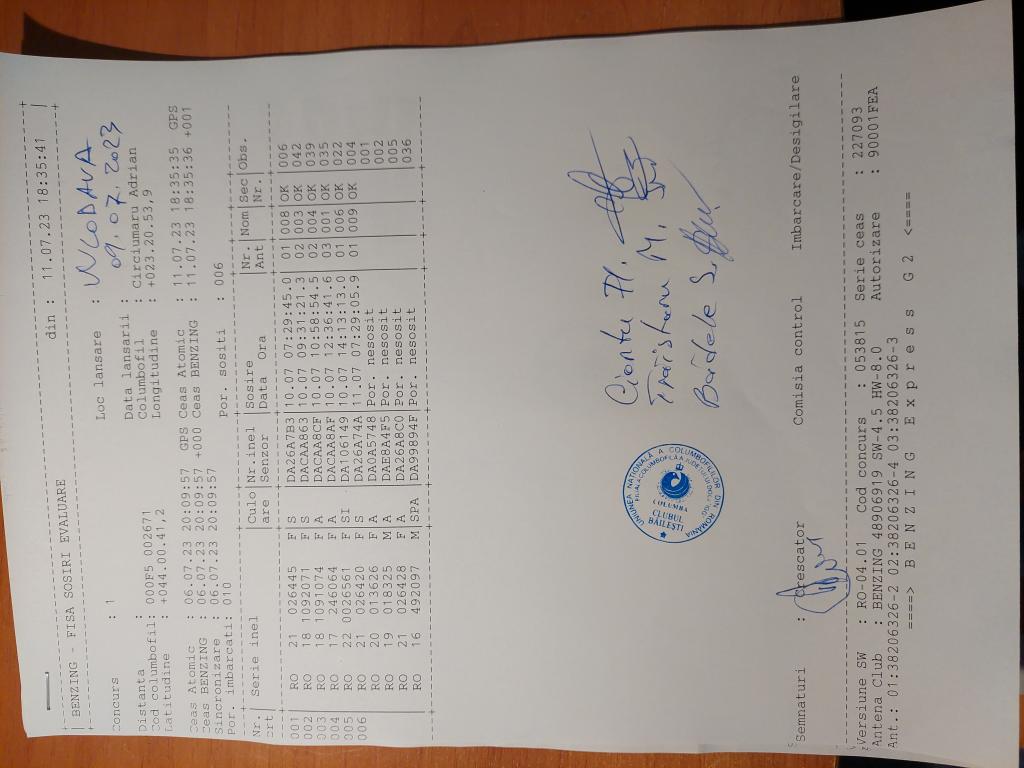 BENZING - FISA SOSIRI EVALUARE din : 11.07.23 18:35:41
Concurs : 1 Loc lansare :
Distanta : Data lansarii : 09.07.2023
Cod columbofil: 000F5 002671 Columbofil : Circiumaru Adrian
Latitudine : +044.00.41,2 Longitudine : +023.20.53,9
Ceas Atomic : 06.07.23 20:09:57 GPS Ceas Atomic : 11.07.23 18:35:35 GPS
Ceas BENZING : 06.07.23 20:09:57 +000 Ceas BENZING : 11.07.23 18:35:36 +001
Sincronizare : 06.07.23 20:09:57
Por. imbarcati: 010 Por. sositi : 006
Nr.| Serie inel |Culo|Nr.inel |Sosire |Nr. |Nom|Sec|Obs.
crt| |are |Senzor |Data Ora |Ant | |Nr.|
001 RO 21 026445 F S DA26A7B3 10.07 07:29:45.0 01 008 OK 006
002 RO 18 1092071 F S DACAA863 10.07 09:31:21.3 02 003 OK 042
003 RO 18 1091074 F A DACAA8CF 10.07 10:58:54.5 02 004 OK 039
004 RO 17 246064 F A DACAA8AF 10.07 12:36:41.6 03 001 OK 035
005 RO 22 0026561 F SI DA106149 10.07 14:13:13.0 01 006 OK 022
006 RO 21 026420 F S DA26A74A 11.07 07:29:05.9 01 009 OK 004
RO 20 013626 F A DA0A5748 Por. nesosit 001
RO 19 018325 M A DAE8A4F5 Por. nesosit 002
RO 21 026428 F A DA26A8C0 Por. nesosit 005
RO 16 492097 M SPA DA99894F Por. nesosit 036
UNIUNEA NAȚIONALĂ A COLUMBOFILILOR DIN ROMÂNIA
COLUMBA
CLUBUL
BĂILEȘTI
Semnaturi : Crescator Comisia control Imbarcare/Desigilare
Versiune SW : RO-04.01 Cod concurs : 053815 Serie ceas : 227093
Antena Club : BENZING 48906919 SW-4.5 HW-8.0 Autorizare : 90001FEA
Ant.: 01:38206326-2 02:38206326-4 03:38206326-3
====> B E N Z I N G E x p r e s s G 2 <====